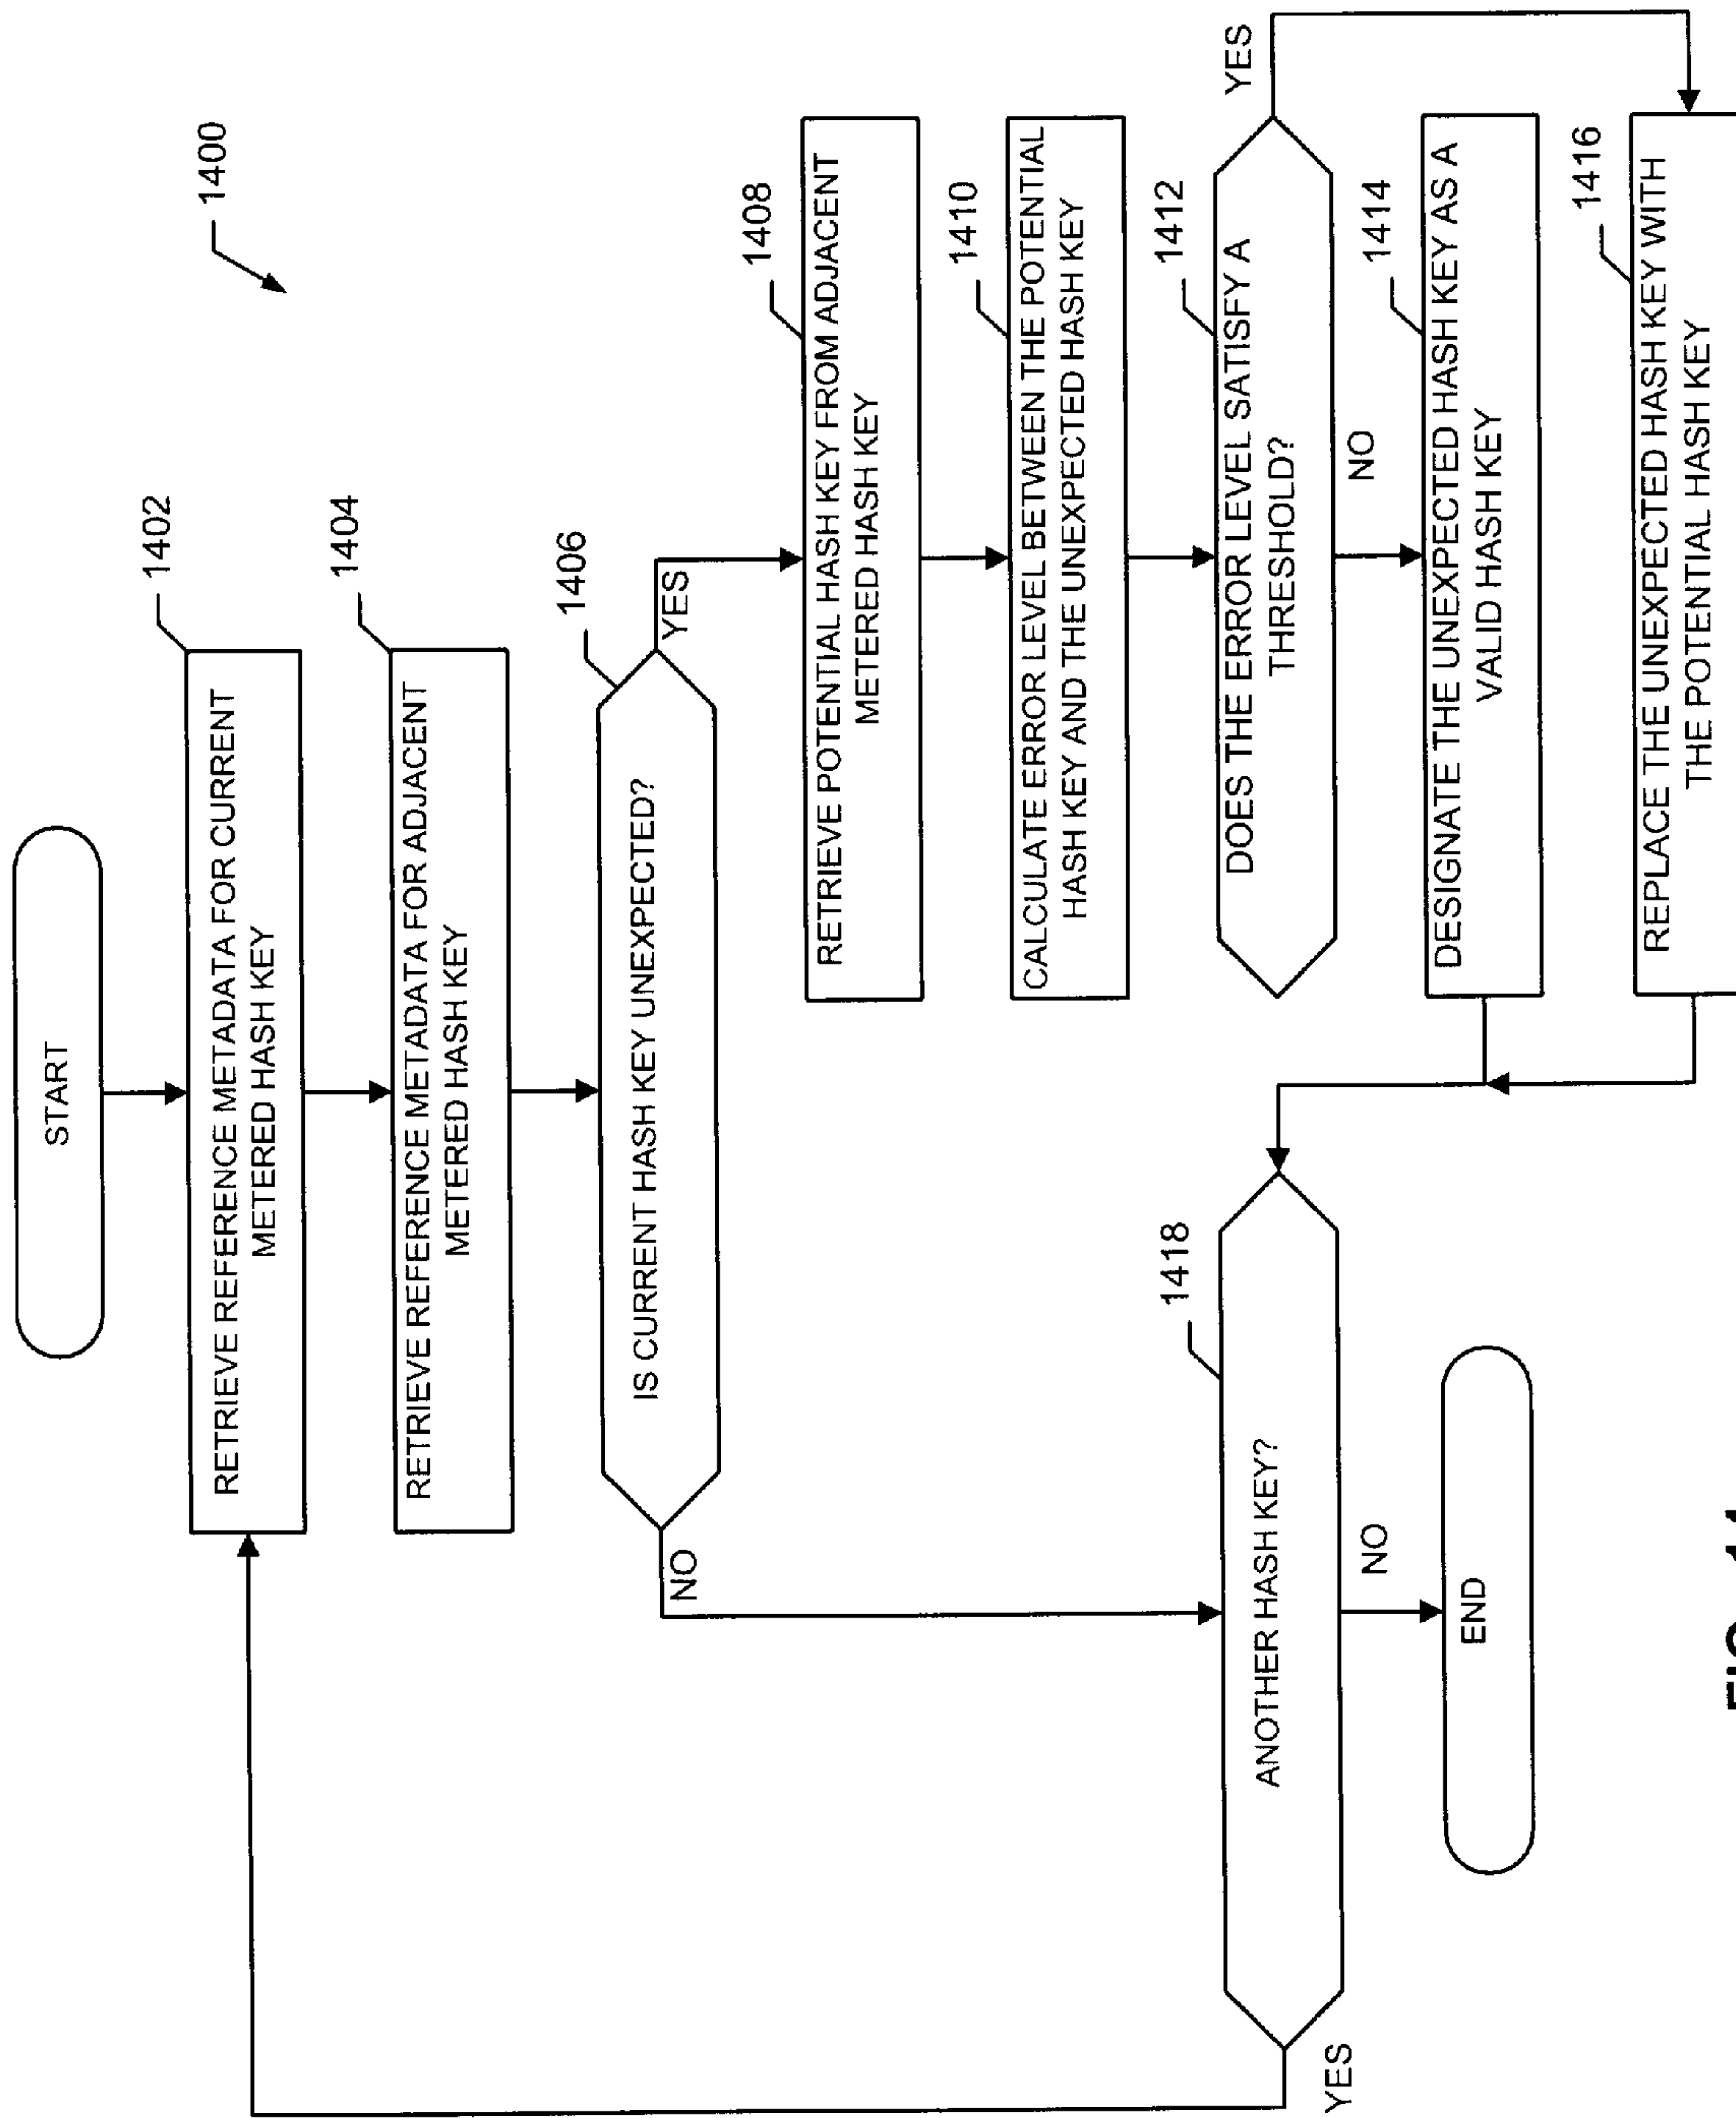 1400
START
1402
RETRIEVE REFERENCE METADATA FOR CURRENT
METERED HASH KEY
1404
RETRIEVE REFERENCE METADATA FOR ADJACENT
METERED HASH KEY
1406
IS CURRENT HASH KEY UNEXPECTED?
YES
NO
1408
RETRIEVE POTENTIAL HASH KEY FROM ADJACENT
METERED HASH KEY
1410
CALCULATE ERROR LEVEL BETWEEN THE POTENTIAL
HASH KEY AND THE UNEXPECTED HASH KEY
1412
DOES THE ERROR LEVEL SATISFY A
THRESHOLD?
YES
NO
1414
DESIGNATE THE UNEXPECTED HASH KEY AS A
VALID HASH KEY
1416
REPLACE THE UNEXPECTED HASH KEY WITH
THE POTENTIAL HASH KEY
1418
ANOTHER HASH KEY?
YES
NO
END